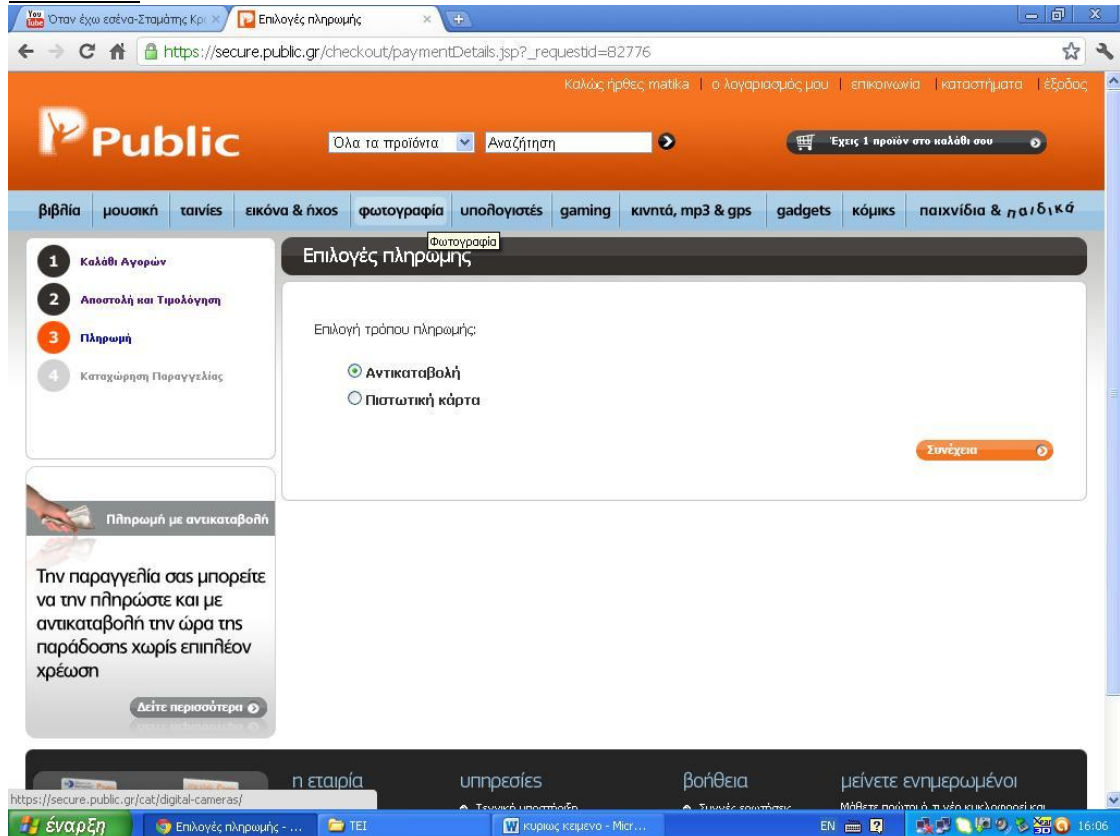 Όταν έχω εσένα-Σταμάτης Κρι
Επιλογές πληρωμής
https://secure.public.gr/checkout/paymentDetails.jsp?_requestid=82776
Καλώς ήρθες matika | ο λογαριασμός μου | επικοινωνία | καταστήματα | έξοδος
Public
Όλα τα προϊόντα
Αναζήτηση
Έχεις 1 προϊόν στο καλάθι σου
βιβλία μουσική ταινίες εικόνα & ήχος φωτογραφία υπολογιστές gaming κινητά, mp3 & gps gadgets κόμικς παιχνίδια & παιδικά
Φωτογραφία
1 Καλάθι Αγορών
2 Αποστολή και Τιμολόγηση
3 Πληρωμή
4 Καταχώρηση Παραγγελίας
Επιλογές πληρωμής
Επιλογή τρόπου πληρωμής:
Αντικαταβολή
Πιστωτική κάρτα
Συνέχεια
Πληρωμή με αντικαταβολή
Την παραγγελία σας μπορείτε
να την πληρώστε και με
αντικαταβολή την ώρα της
παράδοσης χωρίς επιπλέον
χρέωση
Δείτε περισσότερα
η εταιρία
υπηρεσίες
βοήθεια
μείνετε ενημερωμένοι
Τεχνική υποστήριξη
Συχνές ερωτήσεις
https://secure.public.gr/cat/digital-cameras/
έναρξη
Επιλογές πληρωμής - ...
TEI
κυριως κειμενο - Micr...
EN
16:06